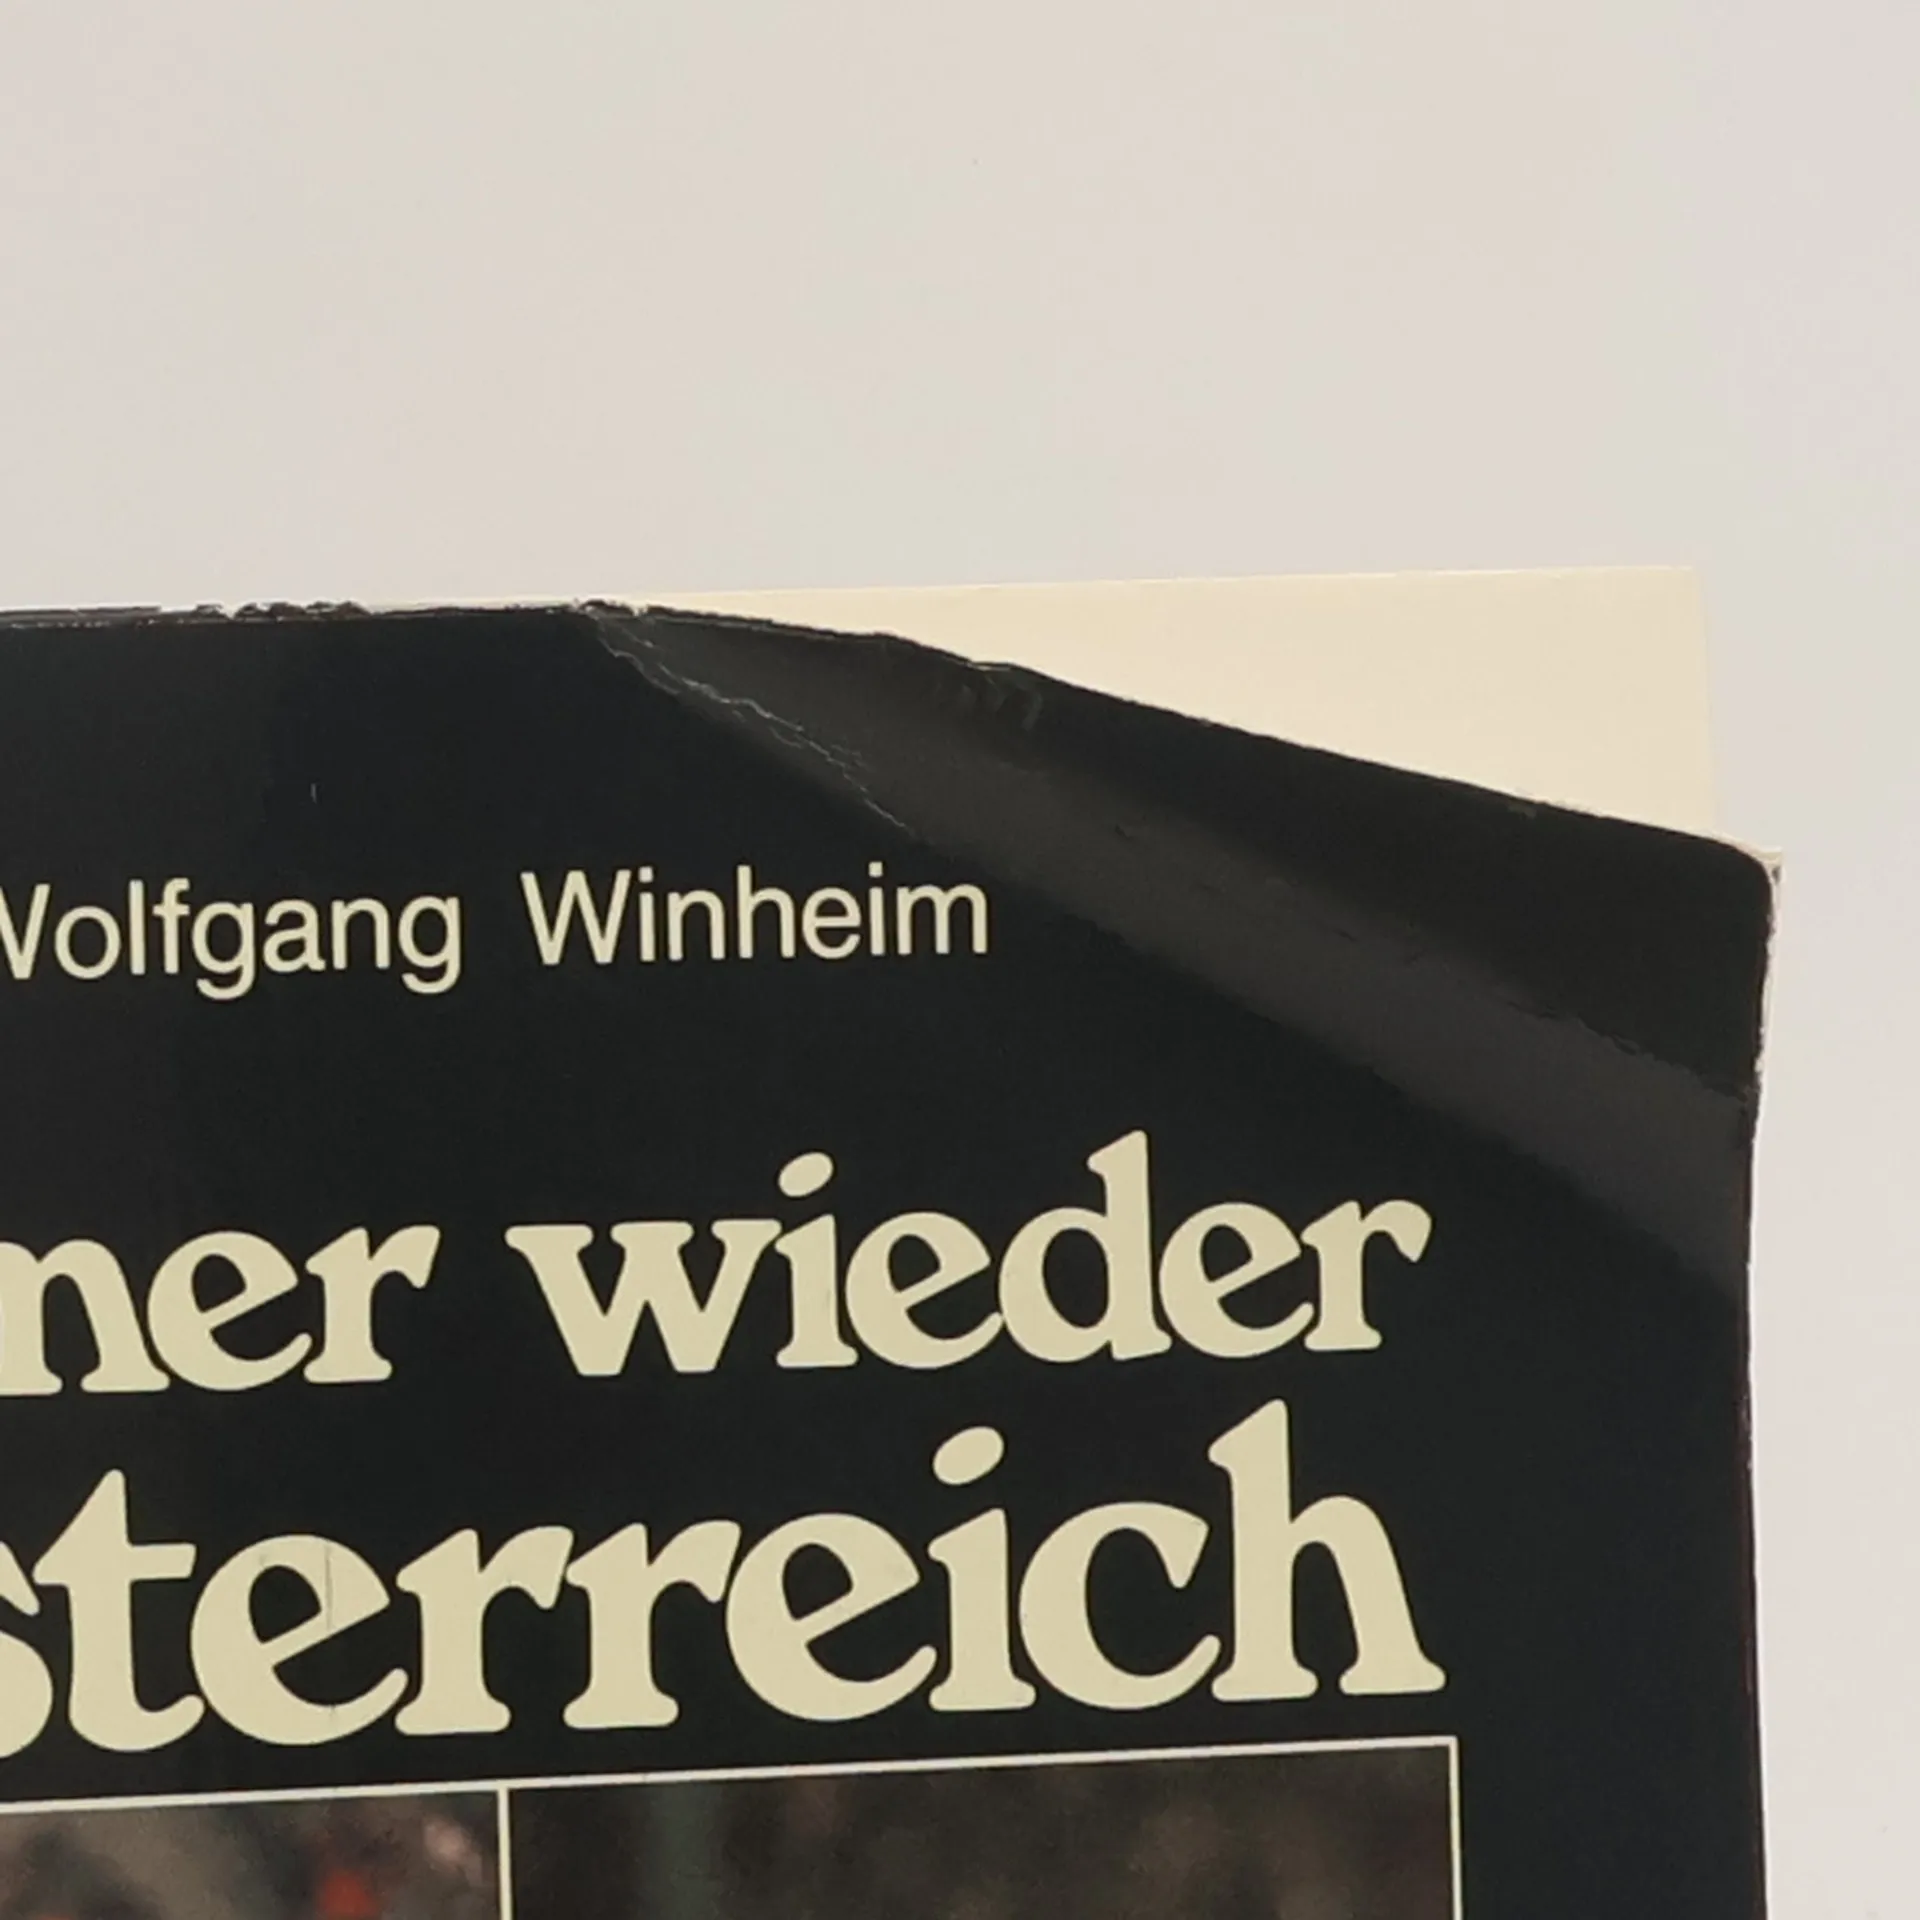 Wolfgang Winheim
mer wieder
sterreich